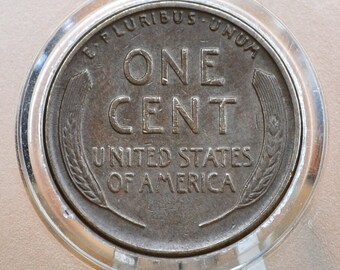 E·PLURIBUS·UNUM
ONE
CENT
UNITED STATES
OF AMERICA